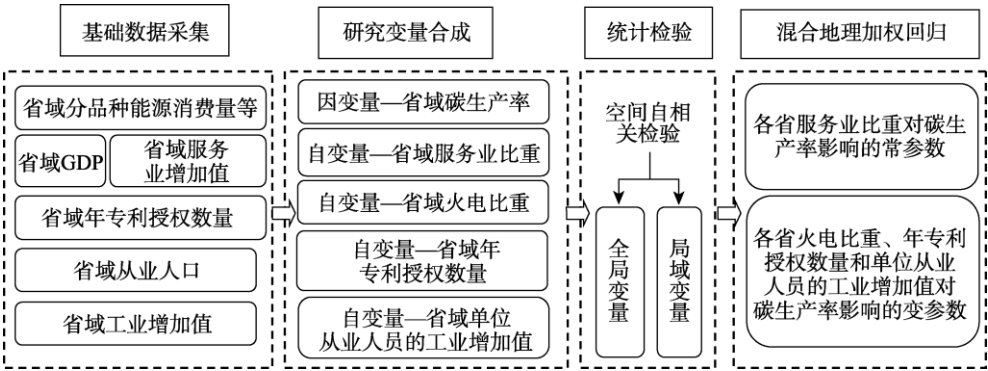 基础数据采集
研究变量合成
统计检验
混合地理加权回归
省域分品种能源消费量等
省域GDP
省域服务
业增加值
省域年专利授权数量
省域从业人口
省域工业增加值
因变量—省域碳生产率
自变量—省域服务业比重
自变量—省域火电比重
自变量—省域年
专利授权数量
自变量—省域单位
从业人员的工业增加值
空间自相
关检验
全局变量
局域变量
各省服务业比重对碳生
产率影响的常参数
各省火电比重、年专利
授权数量和单位从业
人员的工业增加值对
碳生产率影响的变参数